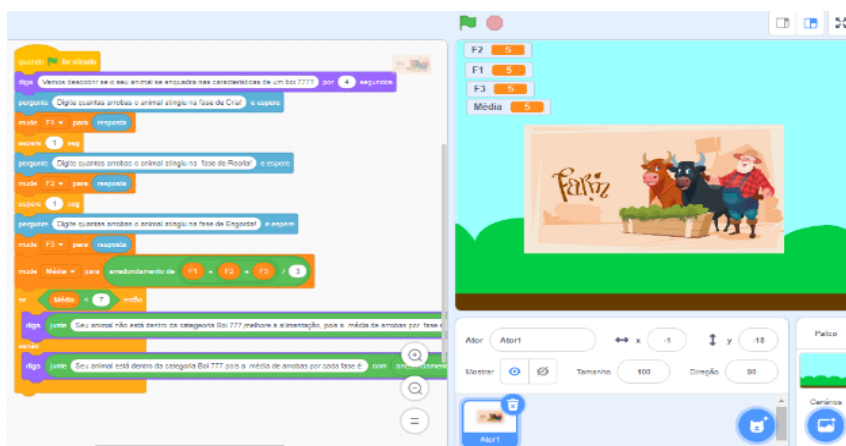 quando for clicado
diga Vamos descobrir se o seu animal se enquadra nas características de um boi 777? por 4 segundos
pergunte Digite quantas arrobas o animal atingiu na fase de Cria! e espere
mude F1 para resposta
espere 1 seg
pergunte Digite quantas arrobas o animal atingiu na fase de Recria! e espere
mude F2 para resposta
espere 1 seg
pergunte Digite quantas arrobas o animal atingiu na fase de Engorda! e espere
mude F3 para resposta
mude Média para arredondamento de F1 + F2 + F3 / 3
se Média < 7 então
diga junte Seu animal não está dentro da categoria Boi 777,melhore a alimentação, pois a média de arrobas por fase
senão
diga junte Seu animal está dentro da categoria Boi 777 pois a média de arrobas por cada fase é: com
F2 5
F1 5
F3 5
Média 5
Farm
Ator Ator1 x -1 y -18
Mostrar Tamanho 100 Direção 90
Ator1
Palco
Cenários